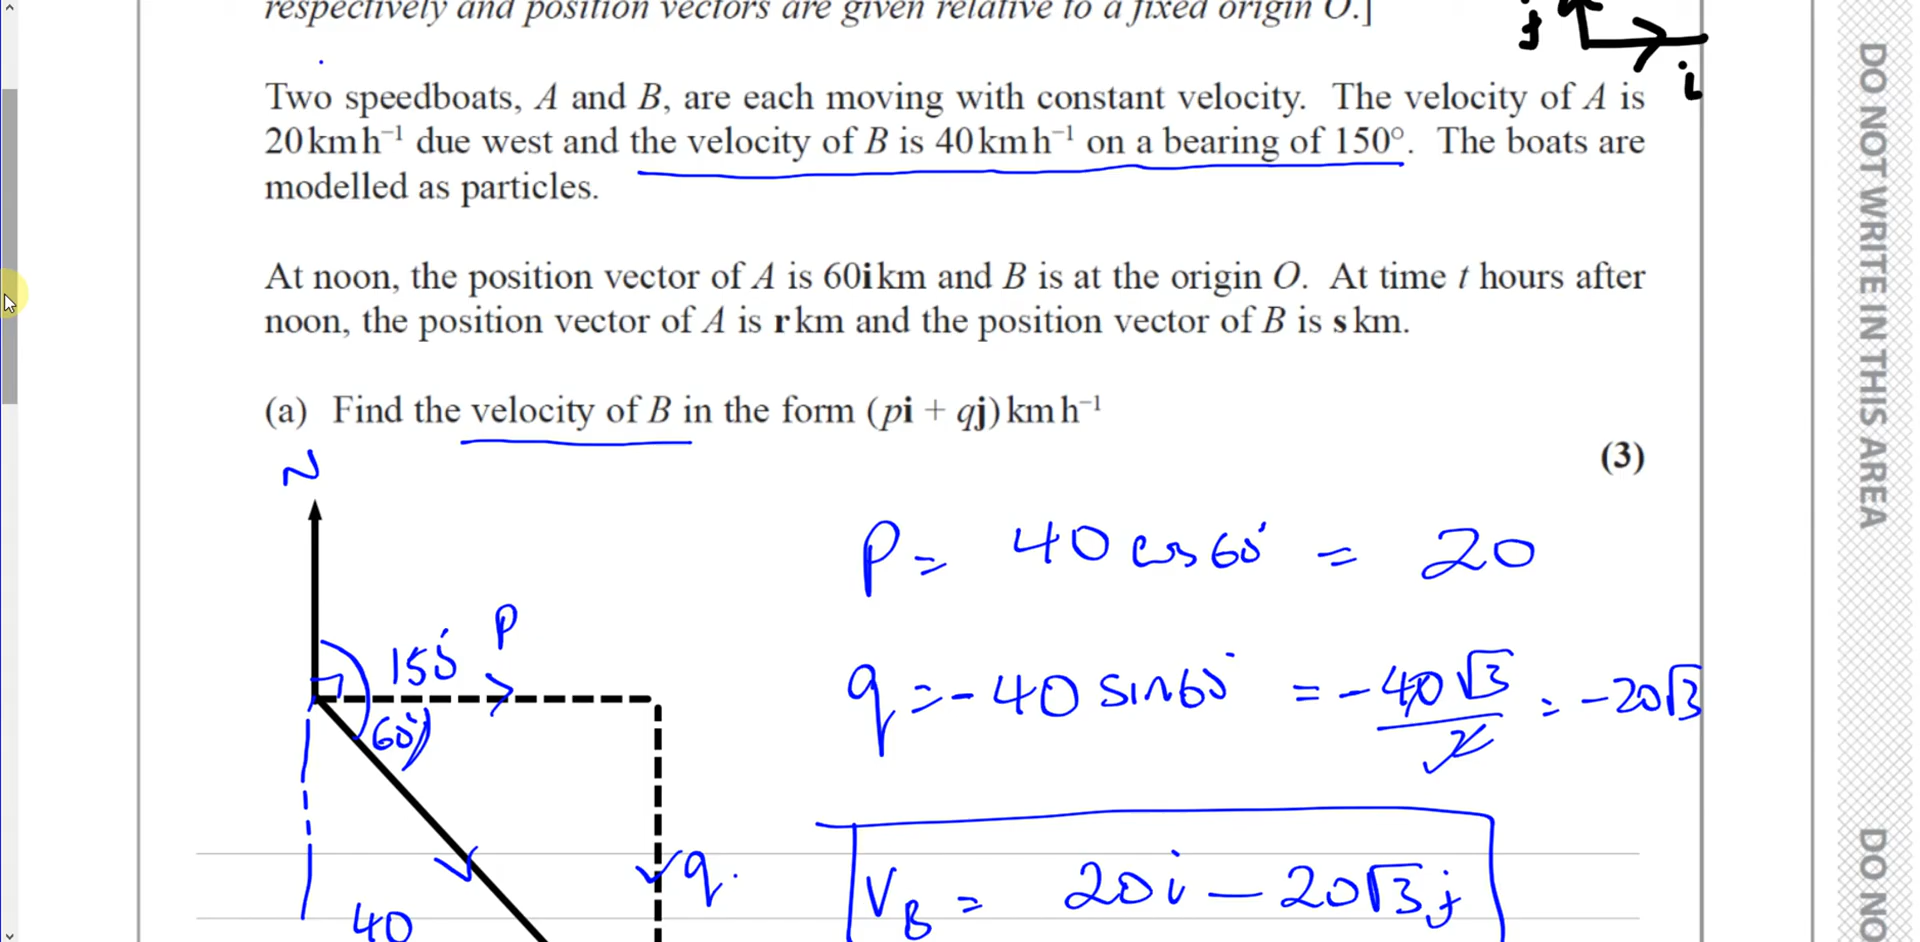 respectively and position vectors are given relative to a fixed origin O.]
j
i
Two speedboats, A and B, are each moving with constant velocity. The velocity of A is
20 km h⁻¹ due west and the velocity of B is 40 km h⁻¹ on a bearing of 150°. The boats are
modelled as particles.
At noon, the position vector of A is 60i km and B is at the origin O. At time t hours after
noon, the position vector of A is r km and the position vector of B is s km.
(a) Find the velocity of B in the form (pi + qj) km h⁻¹
(3)
N
P = 40 cos60° = 20
P
150°
60°
q = -40 sin60° = -40√3/2 = -20√3
q.
V_B = 20i - 20√3j
40
DO NOT WRITE IN THIS AREA
DO NO